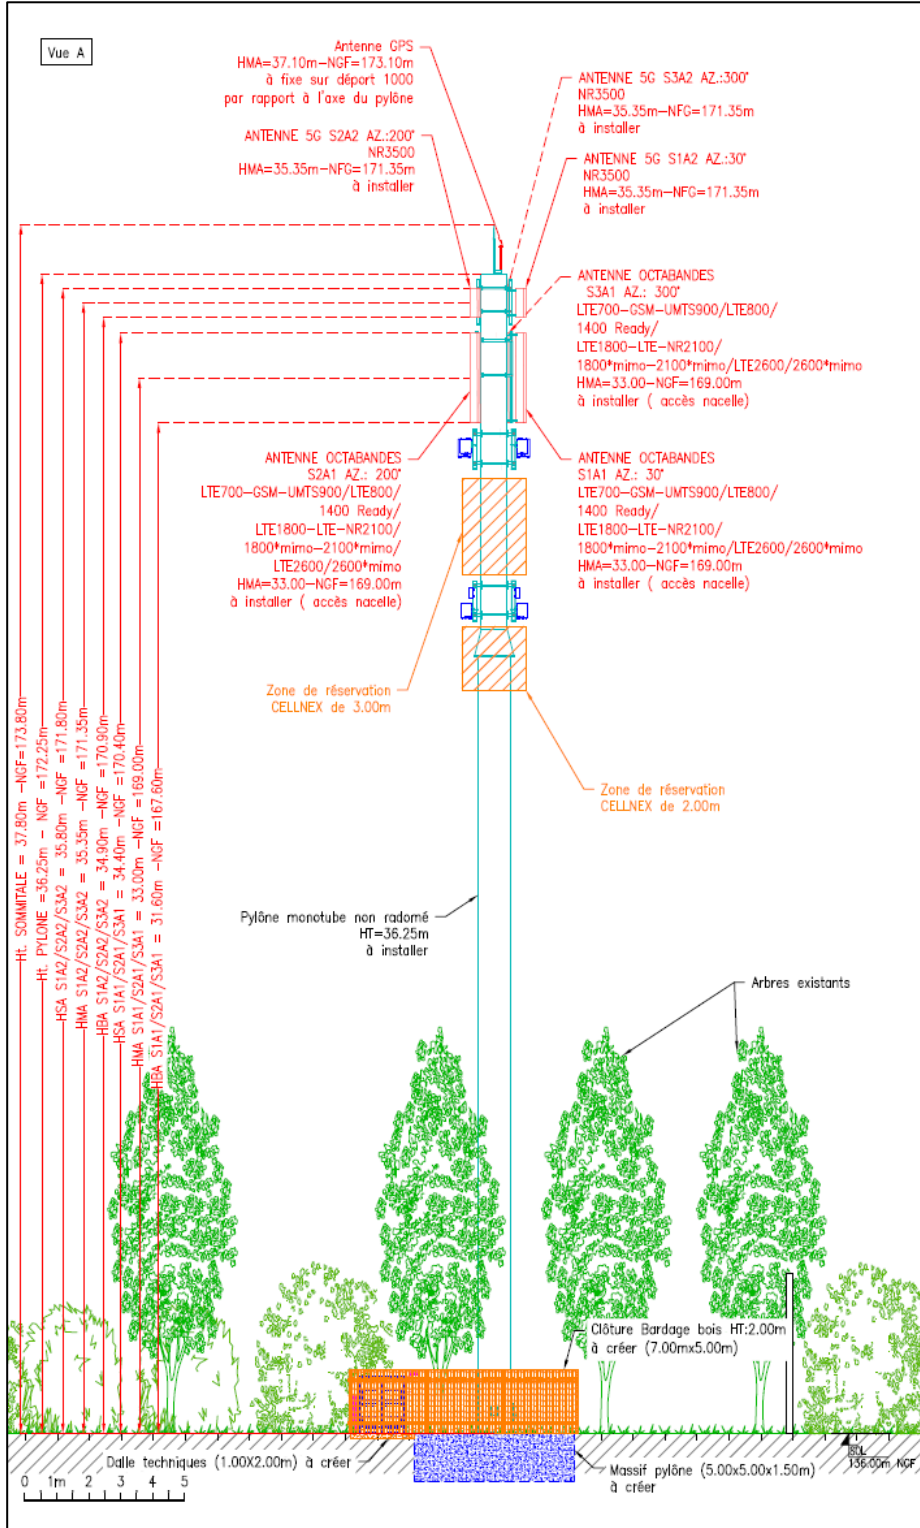 Vue A
Antenne GPS
HMA=37.10m-NGF=173.10m
à fixe sur déport 1000
par rapport à l'axe du pylône
ANTENNE 5G S3A2 AZ.:300°
NR3500
HMA=35.35m-NFG=171.35m
à installer
ANTENNE 5G S2A2 AZ.:200°
NR3500
HMA=35.35m-NFG=171.35m
à installer
ANTENNE 5G S1A2 AZ.:30°
NR3500
HMA=35.35m-NFG=171.35m
à installer
ANTENNE OCTABANDES
S3A1 AZ.: 300°
LTE700-GSM-UMTS900/LTE800/
1400 Ready/
LTE1800-LTE-NR2100/
1800*mimo-2100*mimo/LTE2600/2600*mimo
HMA=33.00-NGF=169.00m
à installer ( accès nacelle)
ANTENNE OCTABANDES
S2A1 AZ.: 200°
LTE700-GSM-UMTS900/LTE800/
1400 Ready/
LTE1800-LTE-NR2100/
1800*mimo-2100*mimo/
LTE2600/2600*mimo
HMA=33.00-NGF=169.00m
à installer ( accès nacelle)
ANTENNE OCTABANDES
S1A1 AZ.: 30°
LTE700-GSM-UMTS900/LTE800/
1400 Ready/
LTE1800-LTE-NR2100/
1800*mimo-2100*mimo/LTE2600/2600*mimo
HMA=33.00-NGF=169.00m
à installer ( accès nacelle)
Zone de réservation
CELLNEX de 3.00m
Zone de réservation
CELLNEX de 2.00m
Ht. SOMMITALE = 37.80m -NGF=173.80m
Ht. PYLONE =36.25m - NGF =172.25m
HSA S1A2/S2A2/S3A2 = 35.80m -NGF =171.80m
HMA S1A2/S2A2/S3A2 = 35.35m -NGF =171.35m
HBA S1A2/S2A2/S3A2 = 34.90m -NGF =170.90m
HSA S1A1/S2A1/S3A1 = 34.40m -NGF =170.40m
HMA S1A1/S2A1/S3A1 = 33.00m -NGF =169.00m
HBA S1A1/S2A1/S3A1 = 31.60m -NGF =167.60m
Pylône monotube non radomé
HT=36.25m
à installer
Arbres existants
Clôture Bardage bois HT:2.00m
à créer (7.00mx5.00m)
Dalle techniques (1.00X2.00m) à créer
Massif pylône (5.00x5.00x1.50m)
à créer
SOL
136.00m NGF
0 1m 2 3 4 5